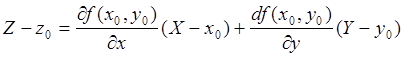 Z − z₀ = ∂f(x₀, y₀)/∂x (X − x₀) + df(x₀, y₀)/∂y (Y − y₀)